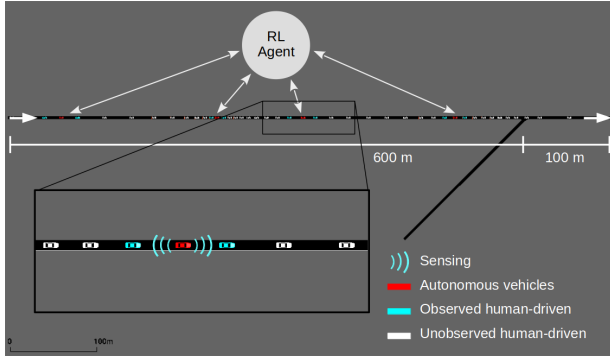 RL
Agent
600 m
100 m
Sensing
Autonomous vehicles
Observed human-driven
Unobserved human-driven
0
100m